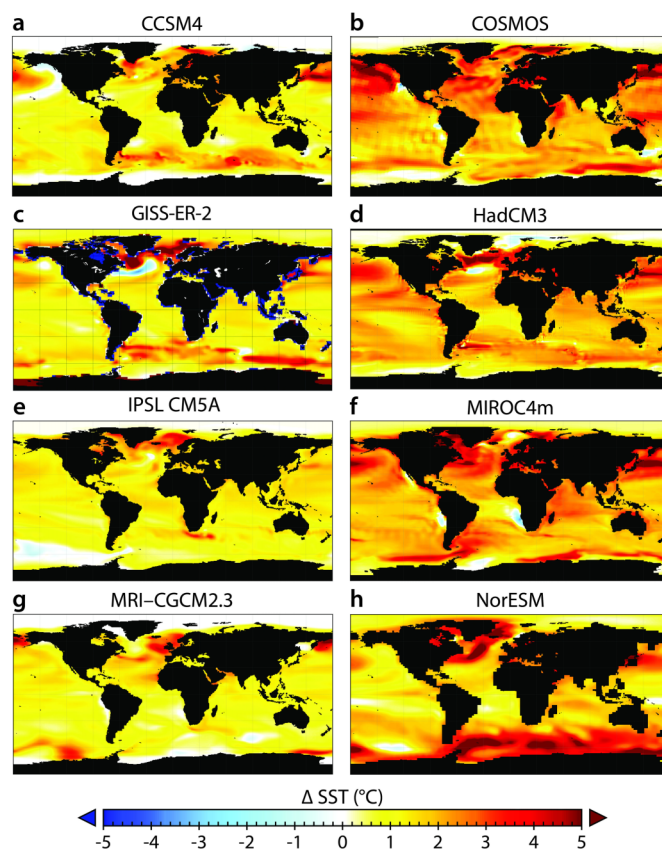 a CCSM4
b COSMOS
c GISS-ER-2
d HadCM3
e IPSL CM5A
f MIROC4m
g MRI–CGCM2.3
h NorESM
Δ SST (°C)
-5 -4 -3 -2 -1 0 1 2 3 4 5